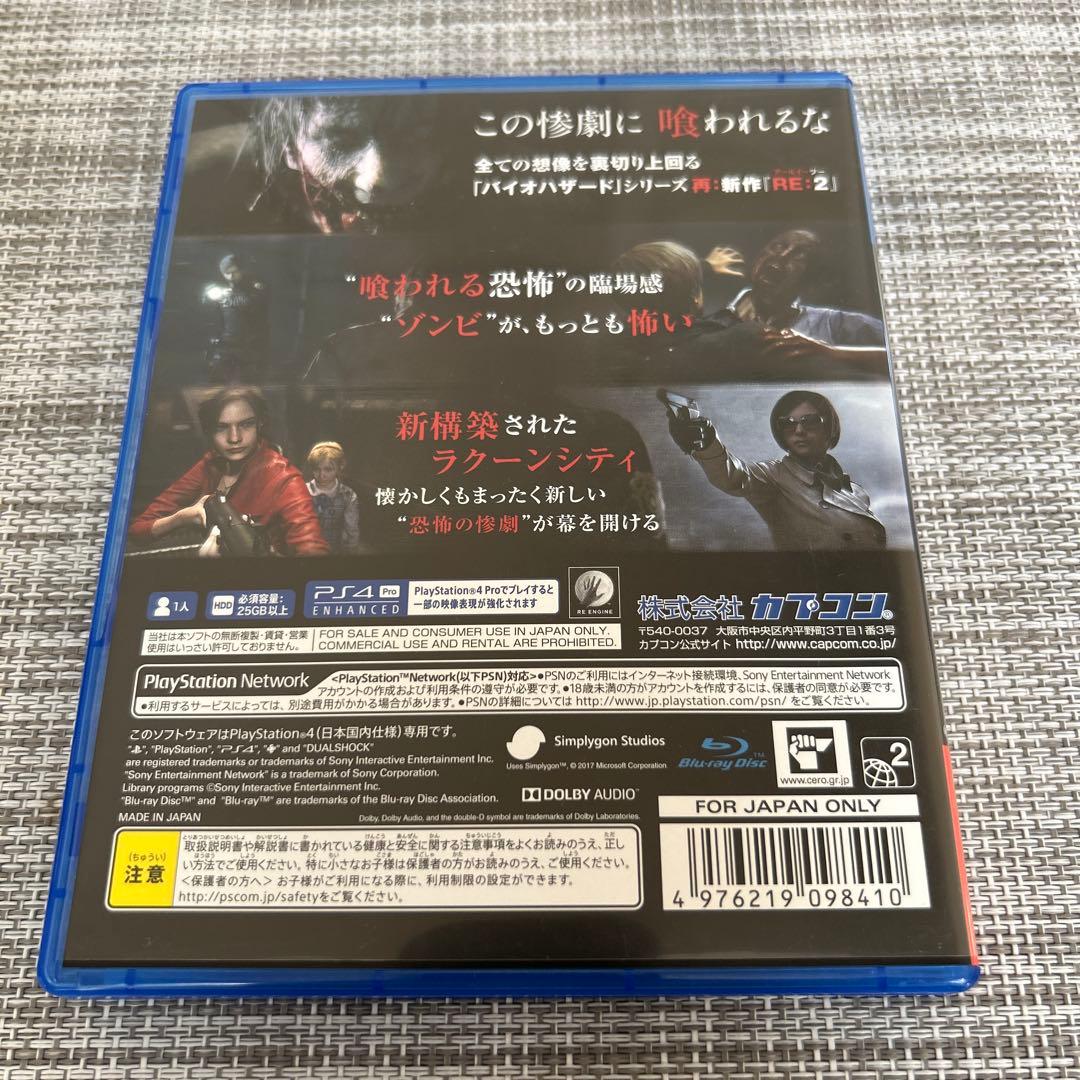 この惨劇に 喰われるな
全ての想像を裏切り上回る
アールイーツー
「バイオハザード」シリーズ 再:新作『RE:2』
“喰われる恐怖”の臨場感
“ゾンビ”が、もっとも怖い
新構築された
ラクーンシティ
懐かしくもまったく新しい
“恐怖の惨劇”が幕を開ける
1人
HDD 必須容量:
25GB以上
PS4 Pro
ENHANCED
PlayStation®4 Proでプレイすると
一部の映像表現が強化されます
RE ENGINE
株式会社 カプコン®
〒540-0037 大阪市中央区内平野町3丁目1番3号
カプコン公式サイト http://www.capcom.co.jp/
当社は本ソフトの無断複製・賃貸・営業
使用はいっさい許可しておりません。
FOR SALE AND CONSUMER USE IN JAPAN ONLY.
COMMERCIAL USE AND RENTAL ARE PROHIBITED.
PlayStation Network
<PlayStation™Network(以下PSN)対応> ●PSNのご利用にはインターネット接続環境、Sony Entertainment Network
アカウントの作成および利用条件の遵守が必要です。●18歳未満の方がアカウントを作成するには、保護者の同意が必要です。
●利用するサービスによっては、別途費用がかかる場合があります。●PSNの詳細については http://www.jp.playstation.com/psn/ をご覧ください。
このソフトウェアはPlayStation®4(日本国内仕様)専用です。
"PlayStation", "PS4", and "DUALSHOCK"
are registered trademarks or trademarks of Sony Interactive Entertainment Inc.
"Sony Entertainment Network" is a trademark of Sony Corporation.
Library programs ©Sony Interactive Entertainment Inc.
"Blu-ray Disc™" and "Blu-ray™" are trademarks of the Blu-ray Disc Association.
MADE IN JAPAN
Simplygon Studios
Uses Simplygon™, © 2017 Microsoft Corporation.
DOLBY AUDIO™
Dolby, Dolby Audio, and the double-D symbol are trademarks of Dolby Laboratories.
Blu-ray Disc™
www.cero.gr.jp
2
FOR JAPAN ONLY
4 976219 098410
(ちゅうい)
注意
取扱説明書や解説書に書かれている健康と安全に関する注意事項をよくお読みのうえ、正し
い方法でご使用ください。特に小さなお子様は保護者の方がお読みのうえ、ご使用ください。
<保護者の方へ> お子様がご利用になる際に、利用制限の設定ができます。
http://pscom.jp/safetyをご覧ください。